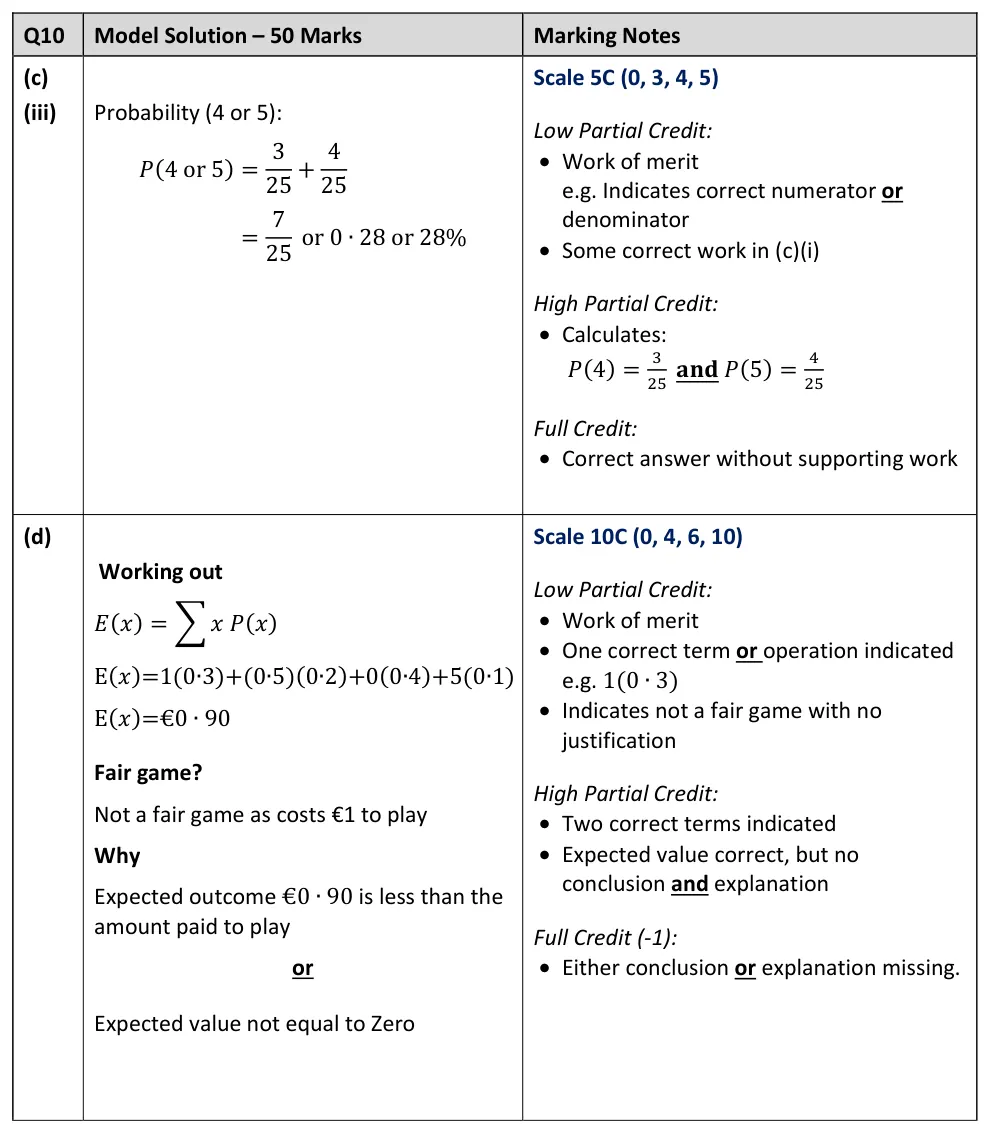 Q10 Model Solution – 50 Marks Marking Notes
(c)
(iii)
Probability (4 or 5):
P(4 or 5) = 3/25 + 4/25
= 7/25 or 0 · 28 or 28%
Scale 5C (0, 3, 4, 5)
Low Partial Credit:
• Work of merit
e.g. Indicates correct numerator or
denominator
• Some correct work in (c)(i)
High Partial Credit:
• Calculates:
P(4) = 3/25 and P(5) = 4/25
Full Credit:
• Correct answer without supporting work
(d)
Working out
E(x) = ∑ x P(x)
E(x)=1(0·3)+(0·5)(0·2)+0(0·4)+5(0·1)
E(x)=€0 · 90
Fair game?
Not a fair game as costs €1 to play
Why
Expected outcome €0 · 90 is less than the
amount paid to play
or
Expected value not equal to Zero
Scale 10C (0, 4, 6, 10)
Low Partial Credit:
• Work of merit
• One correct term or operation indicated
e.g. 1(0 · 3)
• Indicates not a fair game with no
justification
High Partial Credit:
• Two correct terms indicated
• Expected value correct, but no
conclusion and explanation
Full Credit (-1):
• Either conclusion or explanation missing.